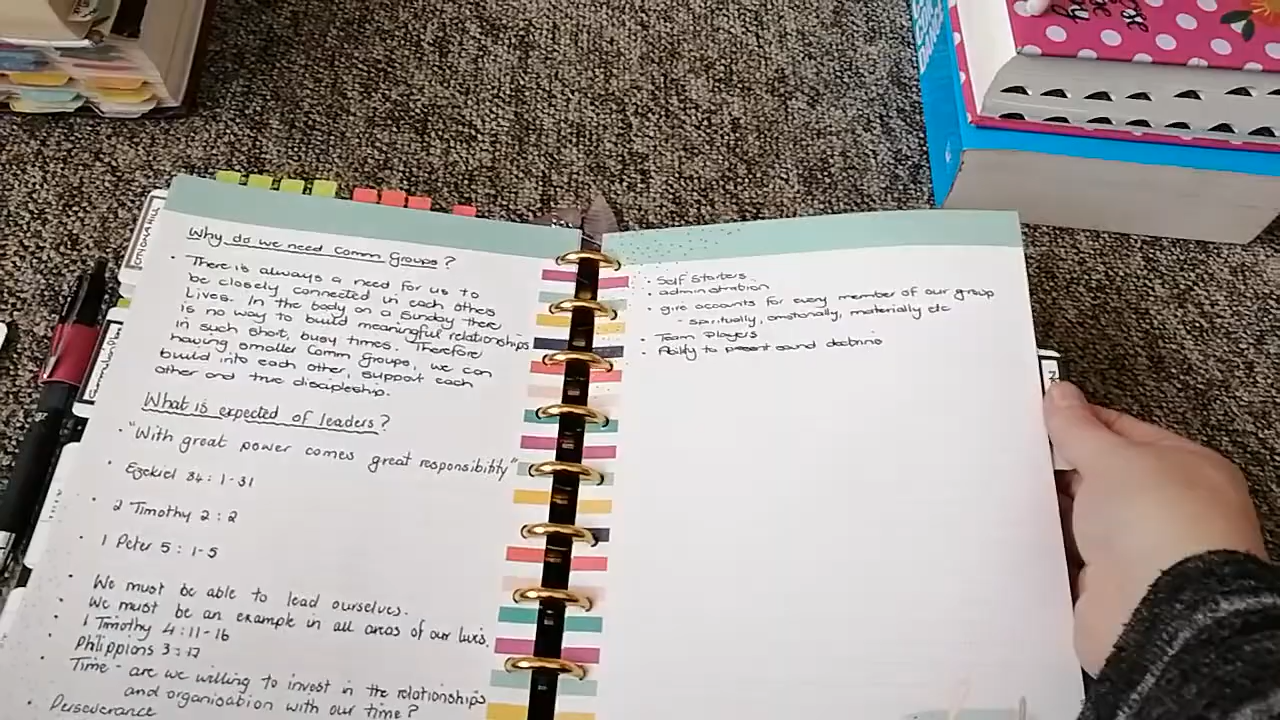 Why do we need Comm Groups?
• There is always a need for us to
be closely connected in each others
Lives. In the body on a Sunday there
is no way to build meaningful relationships
in such short, busy times. Therefore
having smaller Comm Groups, we can
build into each other, support each
other and true discipleship.
What is expected of leaders?
• "With great power comes great responsibility"
• Ezekiel 34: 1-31
• 2 Timothy 2:2
• 1 Peter 5: 1-5
• We must be able to lead ourselves.
• We must be an example in all areas of our lives.
• 1 Timothy 4:11-16
Philippians 3:17
• Time - are we willing to invest in the relationships
and organisation with our time?
• Perseverance
• Self Starters
• administration
• give acounts for every member of our group
- spiritually, emotonally, materially etc
• Team Players
• Ability to present sound doctrine